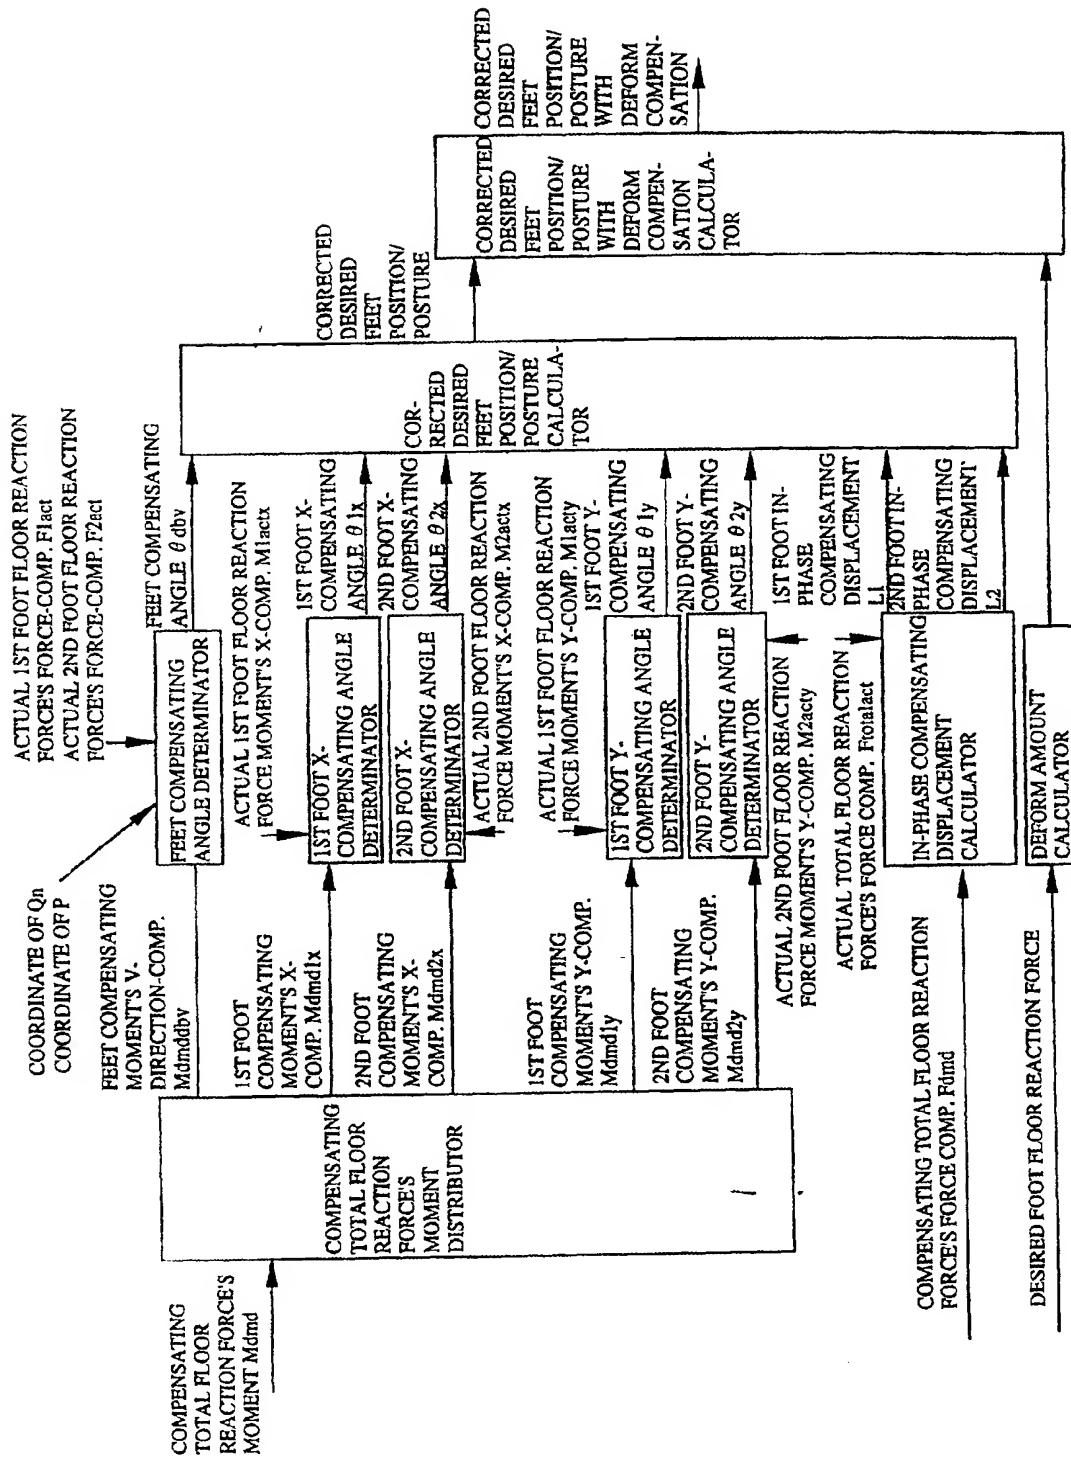 COMPENSATING
TOTAL FLOOR
REACTION FORCE'S
MOMENT Mdmd
COMPENSATING
TOTAL FLOOR
REACTION
FORCE'S
MOMENT
DISTRIBUTOR
COORDINATE OF Qn
COORDINATE OF P
FEET COMPENSATING
MOMENT'S V-
DIRECTION-COMP.
Mdmddbv
1ST FOOT
COMPENSATING
MOMENT'S X-
COMP. Mdmd1x
2ND FOOT
COMPENSATING
MOMENT'S X-
COMP. Mdmd2x
1ST FOOT
COMPENSATING
MOMENT'S Y-COMP.
Mdmd1y
2ND FOOT
COMPENSATING
MOMENT'S Y-COMP.
Mdmd2y
COMPENSATING TOTAL FLOOR REACTION
FORCE'S FORCE COMP. Fdmd
DESIRED FOOT FLOOR REACTION FORCE
ACTUAL 1ST FOOT FLOOR REACTION
FORCE'S FORCE-COMP. F1act
ACTUAL 2ND FOOT FLOOR REACTION
FORCE'S FORCE-COMP. F2act
FEET COMPENSATING
ANGLE DETERMINATOR
FEET COMPENSATING
ANGLE θ dbv
ACTUAL 1ST FOOT FLOOR REACTION
FORCE MOMENT'S X-COMP. M1actx
1ST FOOT X-
COMPENSATING ANGLE
DETERMINATOR
1ST FOOT X-
COMPENSATING
ANGLE θ 1x
2ND FOOT X-
COMPENSATING ANGLE
DETERMINATOR
2ND FOOT X-
COMPENSATING
ANGLE θ 2x
ACTUAL 2ND FOOT FLOOR REACTION
FORCE MOMENT'S X-COMP. M2actx
ACTUAL 1ST FOOT FLOOR REACTION
FORCE MOMENT'S Y-COMP. M1acty
1ST FOOT Y-
COMPENSATING ANGLE
DETERMINATOR
1ST FOOT Y-
COMPENSATING
ANGLE θ 1y
2ND FOOT Y-
COMPENSATING ANGLE
DETERMINATOR
2ND FOOT Y-
COMPENSATING
ANGLE θ 2y
ACTUAL 2ND FOOT FLOOR REACTION
FORCE MOMENT'S Y-COMP. M2acty
ACTUAL TOTAL FLOOR REACTION
FORCE'S FORCE COMP. Ftotalact
IN-PHASE COMPENSATING
DISPLACEMENT
CALCULATOR
1ST FOOT IN-
PHASE
COMPENSATING
DISPLACEMENT
L1
2ND FOOT IN-
PHASE
COMPENSATING
DISPLACEMENT
L2
DEFORM AMOUNT
CALCULATOR
COR-
RECTED
DESIRED
FEET
POSITION/
POSTURE
CALCULA-
TOR
CORRECTED
DESIRED
FEET
POSITION/
POSTURE
CORRECTED
DESIRED
FEET
POSITION/
POSTURE
WITH
DEFORM
COMPEN-
SATION
CALCULA-
TOR
CORRECTED
DESIRED
FEET
POSITION/
POSTURE
WITH
DEFORM
COMPEN-
SATION